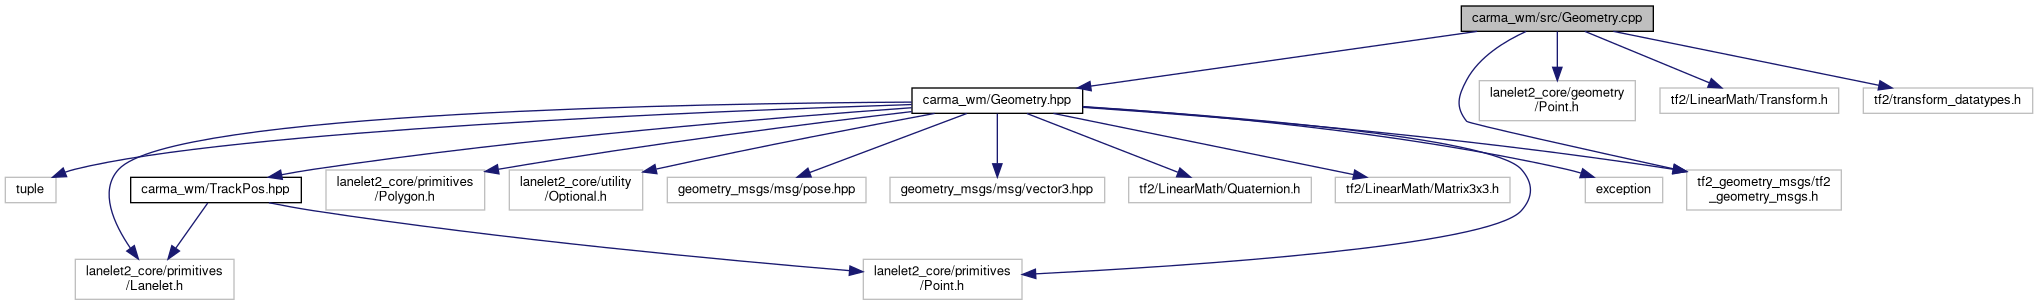 carma_wm/src/Geometry.cpp
carma_wm/Geometry.hpp
lanelet2_core/geometry
/Point.h
tf2/LinearMath/Transform.h
tf2/transform_datatypes.h
tuple
carma_wm/TrackPos.hpp
lanelet2_core/primitives
/Polygon.h
lanelet2_core/utility
/Optional.h
geometry_msgs/msg/pose.hpp
geometry_msgs/msg/vector3.hpp
tf2/LinearMath/Quaternion.h
tf2/LinearMath/Matrix3x3.h
exception
tf2_geometry_msgs/tf2
_geometry_msgs.h
lanelet2_core/primitives
/Lanelet.h
lanelet2_core/primitives
/Point.h